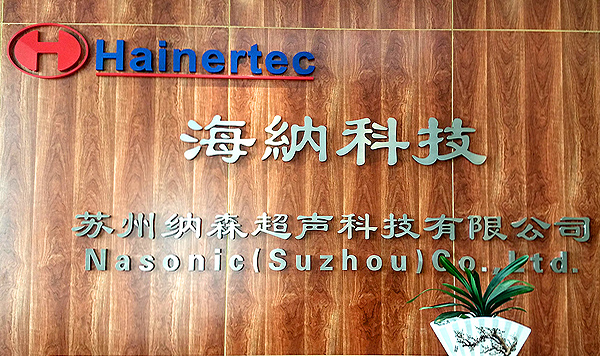 Hainertec
海納科技
苏州纳森超声科技有限公司
Nasonic(Suzhou)Co.,Ltd.